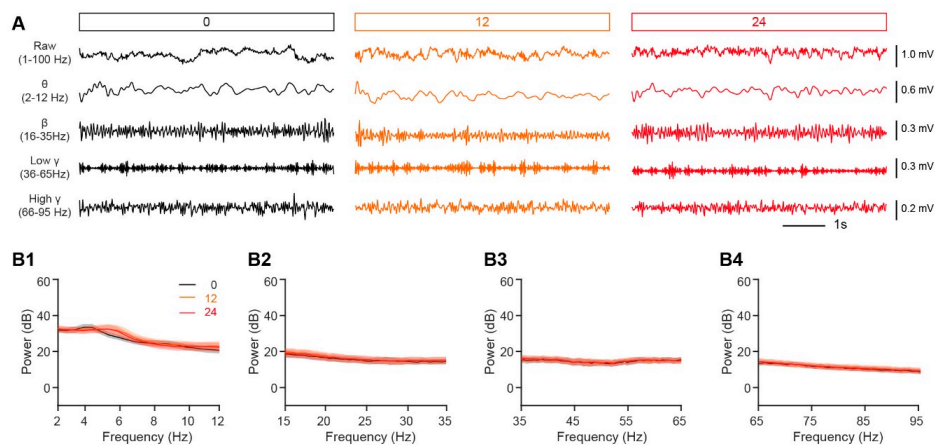 A
0
12
24
Raw
(1-100 Hz)
1.0 mV
θ
(2-12 Hz)
0.6 mV
β
(16-35Hz)
0.3 mV
Low γ
(36-65Hz)
0.3 mV
High γ
(66-95 Hz)
0.2 mV
1s
B1
Power (dB)
60
40
20
0
2
4
6
8
10
12
Frequency (Hz)
0
12
24
B2
Power (dB)
60
40
20
0
15
20
25
30
35
Frequency (Hz)
B3
Power (dB)
60
40
20
0
35
45
55
65
Frequency (Hz)
B4
Power (dB)
60
40
20
0
65
75
85
95
Frequency (Hz)